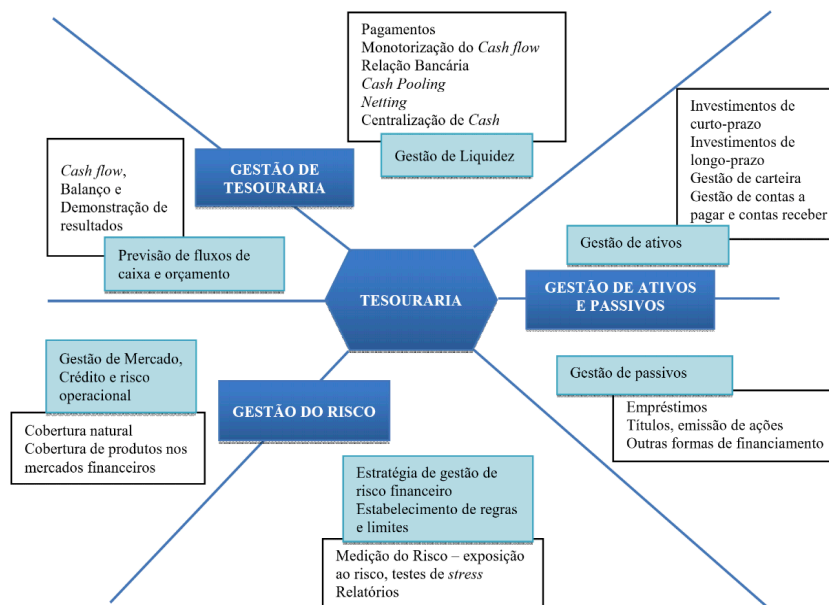 Pagamentos
Monotorização do Cash flow
Relação Bancária
Cash Pooling
Netting
Centralização de Cash
Gestão de Liquidez
GESTÃO DE
TESOURARIA
Cash flow,
Balanço e
Demonstração de
resultados
Previsão de fluxos de
caixa e orçamento
Investimentos de
curto-prazo
Investimentos de
longo-prazo
Gestão de carteira
Gestão de contas a
pagar e contas receber
Gestão de ativos
TESOURARIA
GESTÃO DE ATIVOS
E PASSIVOS
Gestão de passivos
Empréstimos
Títulos, emissão de ações
Outras formas de financiamento
Gestão de Mercado,
Crédito e risco
operacional
Cobertura natural
Cobertura de produtos nos
mercados financeiros
GESTÃO DO RISCO
Estratégia de gestão de
risco financeiro
Estabelecimento de regras
e limites
Medição do Risco – exposição
ao risco, testes de stress
Relatórios